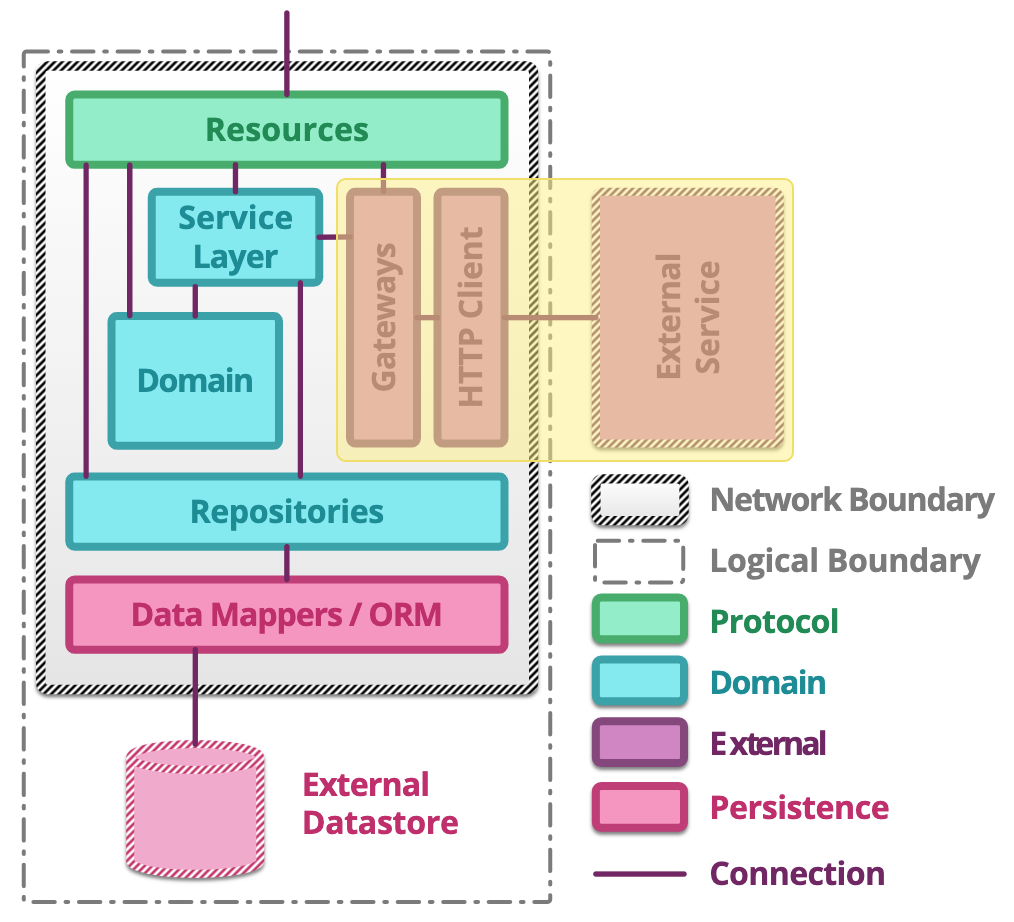 Resources
Service
Layer
Gateways
HTTP Client
External
Service
Domain
Repositories
Data Mappers / ORM
External
Datastore
Network Boundary
Logical Boundary
Protocol
Domain
External
Persistence
Connection